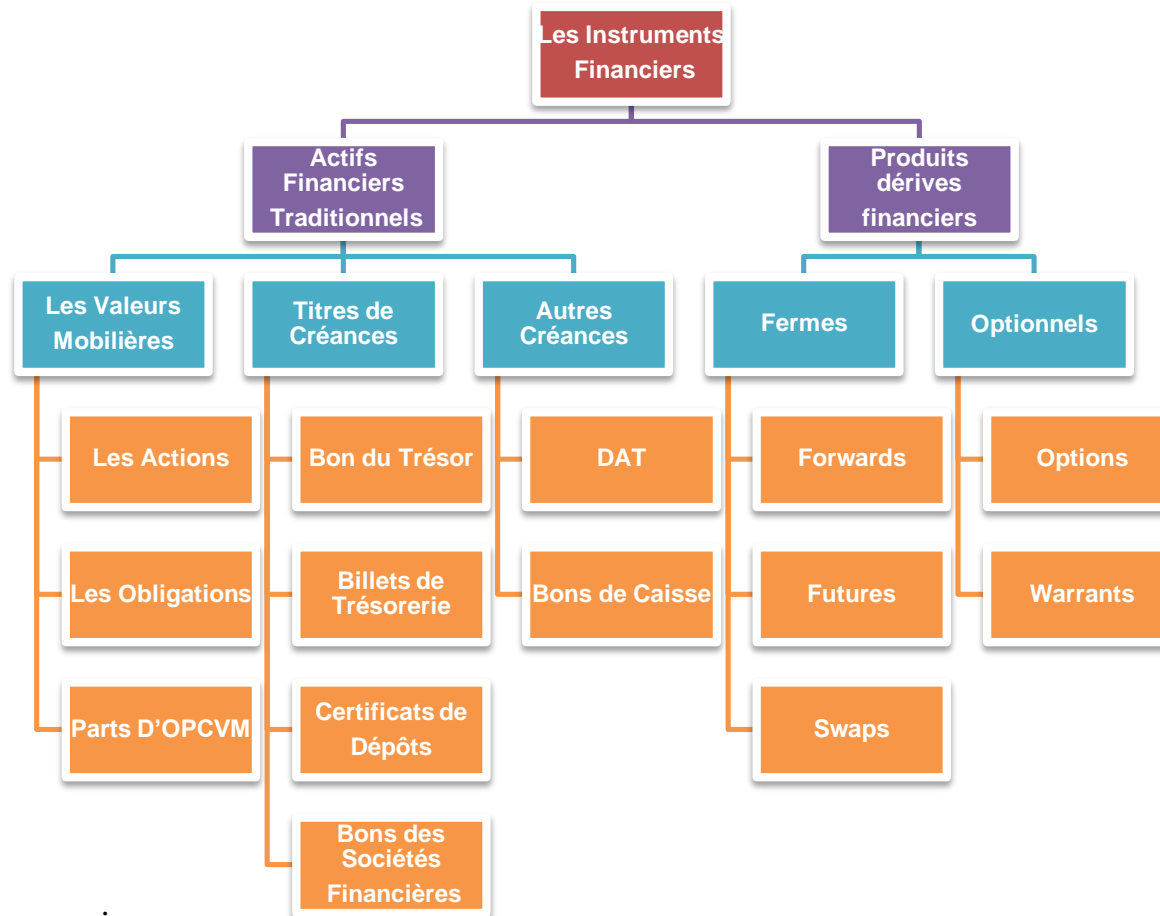 Les Instruments
Financiers
Actifs
Financiers
Traditionnels
Produits
dérives
financiers
Les Valeurs
Mobilières
Titres de
Créances
Autres
Créances
Fermes
Optionnels
Les Actions
Bon du Trésor
DAT
Forwards
Options
Les Obligations
Billets de
Trésorerie
Bons de Caisse
Futures
Warrants
Parts D’OPCVM
Certificats de
Dépôts
Swaps
Bons des
Sociétés
Financières
.